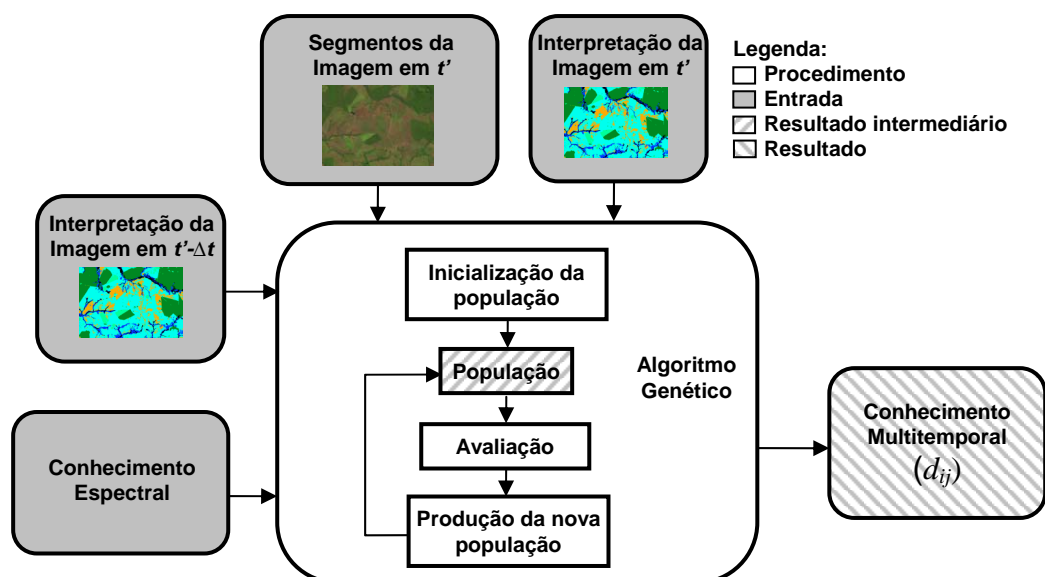 Segmentos da
Imagem em t’
Interpretação da
Imagem em t’
Legenda:
Procedimento
Entrada
Resultado intermediário
Resultado
Interpretação da
Imagem em t’-Δt
Inicialização da
população
População
Algoritmo
Genético
Avaliação
Produção da nova
população
Conhecimento
Espectral
Conhecimento
Multitemporal
(dij)